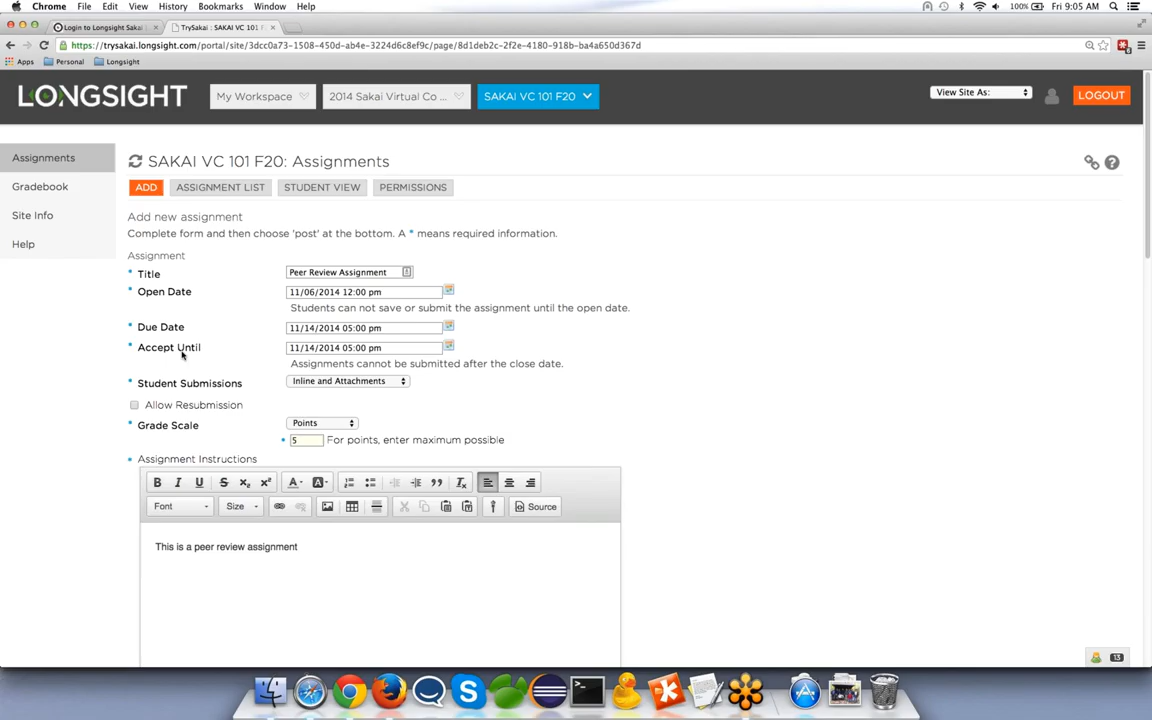 Chrome File Edit View History Bookmarks Window Help 100% Fri 9:05 AM
Login to Longsight Sakai × TrySakai : SAKAI VC 101 F ×
https://trysakai.longsight.com/portal/site/3dcc0a73-1508-450d-ab4e-3224d6c8ef9c/page/8d1deb2c-2f2e-4180-918b-ba4a650d367d
Apps Personal Longsight
LONGSIGHT My Workspace 2014 Sakai Virtual Co ... SAKAI VC 101 F20 View Site As: LOGOUT
Assignments
Gradebook
Site Info
Help
SAKAI VC 101 F20: Assignments
ADD ASSIGNMENT LIST STUDENT VIEW PERMISSIONS
Add new assignment
Complete form and then choose 'post' at the bottom. A * means required information.
Assignment
* Title Peer Review Assignment
* Open Date 11/06/2014 12:00 pm
Students can not save or submit the assignment until the open date.
* Due Date 11/14/2014 05:00 pm
* Accept Until 11/14/2014 05:00 pm
Assignments cannot be submitted after the close date.
* Student Submissions Inline and Attachments
Allow Resubmission
* Grade Scale Points
* 5 For points, enter maximum possible
* Assignment Instructions
B I U S x₂ x² A A Tx
Font Size Source
This is a peer review assignment
13